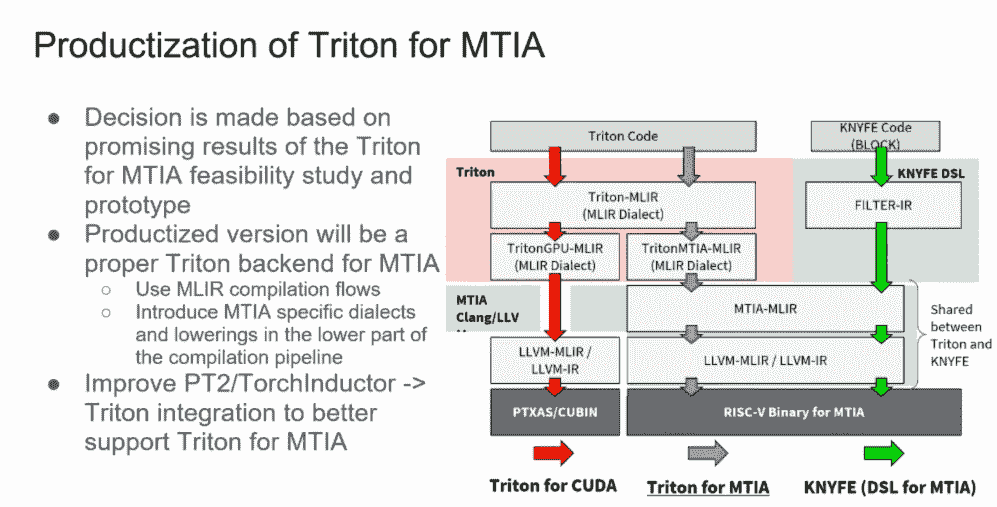 Productization of Triton for MTIA
● Decision is made based on
promising results of the Triton
for MTIA feasibility study and
prototype
● Productized version will be a
proper Triton backend for MTIA
○ Use MLIR compilation flows
○ Introduce MTIA specific dialects
and lowerings in the lower part of
the compilation pipeline
● Improve PT2/TorchInductor ->
Triton integration to better
support Triton for MTIA
Triton Code
KNYFE Code
(BLOCK)
Triton
KNYFE DSL
Triton-MLIR
(MLIR Dialect)
FILTER-IR
TritonGPU-MLIR
(MLIR Dialect)
TritonMTIA-MLIR
(MLIR Dialect)
MTIA
Clang/LLV
MTIA-MLIR
Shared
between
Triton and
KNYFE
LLVM-MLIR /
LLVM-IR
LLVM-MLIR / LLVM-IR
PTXAS/CUBIN
RISC-V Binary for MTIA
Triton for CUDA
Triton for MTIA
KNYFE (DSL for MTIA)